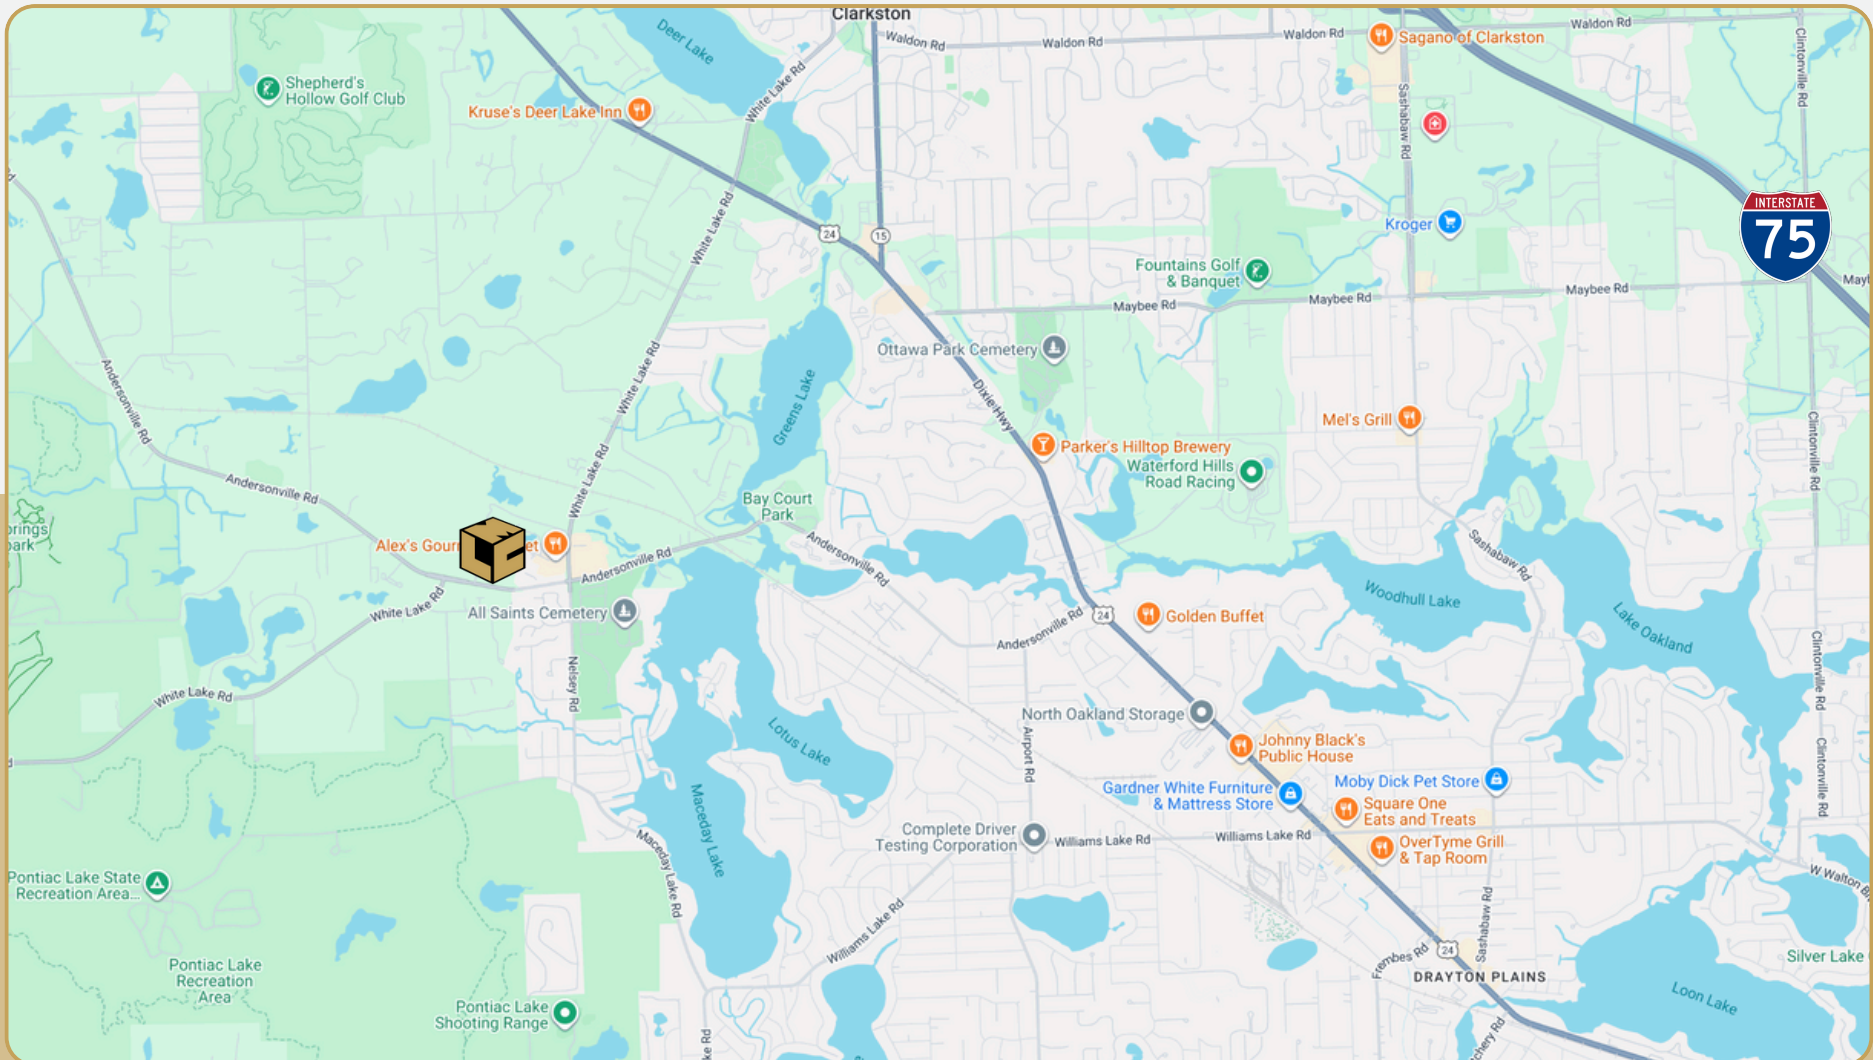 Clarkston
Deer Lake
Waldon Rd
Waldon Rd
Waldon Rd
Waldon Rd
Sagano of Clarkston
Clintonville Rd
Shepherd's
Hollow Golf Club
Kruse's Deer Lake Inn
White Lake Rd
Sashabaw Rd
INTERSTATE
75
White Lake Rd
24
15
Kroger
Fountains Golf
& Banquet
Maybee Rd
Maybee Rd
Maybee Rd
Ottawa Park Cemetery
Andersonville Rd
White Lake Rd
Greens Lake
Dixie Hwy
Parker's Hilltop Brewery
Mel's Grill
Waterford Hills
Road Racing
Clintonville Rd
Andersonville Rd
White Lake Rd
Bay Court
Park
Andersonville Rd
Andersonville Rd
Sashabaw Rd
Woodhull Lake
Lake Oakland
White Lake Rd
All Saints Cemetery
Andersonville Rd
24
Golden Buffet
White Lake Rd
Nelsey Rd
Clintonville Rd
North Oakland Storage
Lotus Lake
Airport Rd
Johnny Black's
Public House
Gardner White Furniture
& Mattress Store
Moby Dick Pet Store
Square One
Eats and Treats
Clintonville Rd
Maceday Lake
Maceday Lake Rd
Complete Driver
Testing Corporation
Williams Lake Rd
Williams Lake Rd
OverTyme Grill
& Tap Room
Pontiac Lake State
Recreation Area...
Williams Lake Rd
Sashabaw Rd
Frembes Rd
24
DRAYTON PLAINS
Silver Lake
Loon Lake
Pontiac Lake
Recreation
Area
Pontiac Lake
Shooting Range